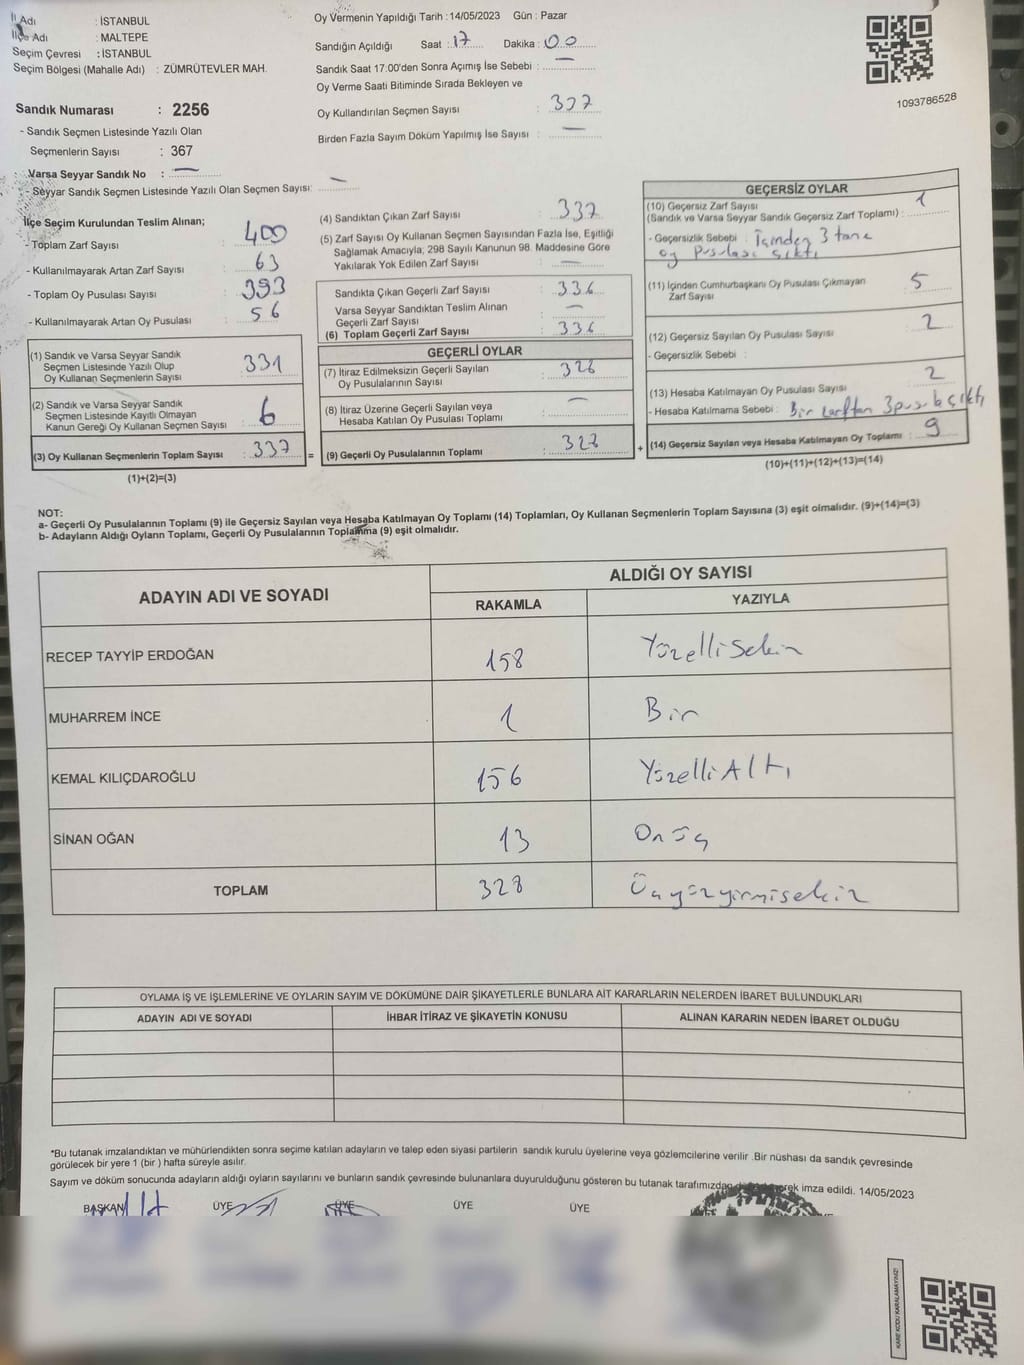 İl Adı : İSTANBUL
İlçe Adı : MALTEPE
Seçim Çevresi : İSTANBUL
Seçim Bölgesi (Mahalle Adı) : ZÜMRÜTEVLER MAH.
Sandık Numarası : 2256
- Sandık Seçmen Listesinde Yazılı Olan
Seçmenlerin Sayısı : 367
Varsa Seyyar Sandık No : —
- Seyyar Sandık Seçmen Listesinde Yazılı Olan Seçmen Sayısı: —
Oy Vermenin Yapıldığı Tarih : 14/05/2023 Gün : Pazar
Sandığın Açıldığı Saat : 17 Dakika : 00
Sandık Saat 17:00'den Sonra Açımış İse Sebebi : —
Oy Verme Saati Bitiminde Sırada Bekleyen ve
Oy Kullandırılan Seçmen Sayısı : 337
Birden Fazla Sayım Döküm Yapılmış İse Sayısı : —
1093786528
İlçe Seçim Kurulundan Teslim Alınan;
- Toplam Zarf Sayısı : 400
- Kullanılmayarak Artan Zarf Sayısı : 63
- Toplam Oy Pusulası Sayısı : 393
- Kullanılmayarak Artan Oy Pusulası : 56
(1) Sandık ve Varsa Seyyar Sandık
Seçmen Listesinde Yazılı Olup
Oy Kullanan Seçmenlerin Sayısı : 331
(2) Sandık ve Varsa Seyyar Sandık
Seçmen Listesinde Kayıtlı Olmayan
Kanun Gereği Oy Kullanan Seçmen Sayısı : 6
(3) Oy Kullanan Seçmenlerin Toplam Sayısı : 337 =
(1)+(2)=(3)
(4) Sandıktan Çıkan Zarf Sayısı : 337
(5) Zarf Sayısı Oy Kullanan Seçmen Sayısından Fazla İse, Eşitliği
Sağlamak Amacıyla, 298 Sayılı Kanunun 98. Maddesine Göre
Yakılarak Yok Edilen Zarf Sayısı : —
Sandıkta Çıkan Geçerli Zarf Sayısı : 336
Varsa Seyyar Sandıktan Teslim Alınan
Geçerli Zarf Sayısı : —
(6) Toplam Geçerli Zarf Sayısı : 336
GEÇERLİ OYLAR
(7) İtiraz Edilmeksizin Geçerli Sayılan
Oy Pusulalarının Sayısı : 328
(8) İtiraz Üzerine Geçerli Sayılan veya
Hesaba Katılan Oy Pusulası Toplamı : —
(9) Geçerli Oy Pusulalarının Toplamı : 328 +
GEÇERSİZ OYLAR
(10) Geçersiz Zarf Sayısı
(Sandık ve Varsa Seyyar Sandık Geçersiz Zarf Toplamı) : 1
- Geçersizlik Sebebi : İçinden 3 tane
oy pusulası çıktı
(11) İçinden Cumhurbaşkanı Oy Pusulası Çıkmayan
Zarf Sayısı : 5
(12) Geçersiz Sayılan Oy Pusulası Sayısı : 2
- Geçersizlik Sebebi :
(13) Hesaba Katılmayan Oy Pusulası Sayısı : 2
- Hesaba Katılmama Sebebi : Bir zarftan 3 pusula çıktı
(14) Geçersiz Sayılan veya Hesaba Katılmayan Oy Toplamı : 9
(10)+(11)+(12)+(13)=(14)
NOT:
a- Geçerli Oy Pusulalarının Toplamı (9) ile Geçersiz Sayılan veya Hesaba Katılmayan Oy Toplamı (14) Toplamları, Oy Kullanan Seçmenlerin Toplam Sayısına (3) eşit olmalıdır. (9)+(14)=(3)
b- Adayların Aldığı Oyların Toplamı, Geçerli Oy Pusulalarının Toplamına (9) eşit olmalıdır.
ADAYIN ADI VE SOYADI ALDIĞI OY SAYISI
RAKAMLA YAZIYLA
RECEP TAYYİP ERDOĞAN 158 Yüzellisekiz
MUHARREM İNCE 1 Bir
KEMAL KILIÇDAROĞLU 156 YüzelliAltı
SİNAN OĞAN 13 Onüç
TOPLAM 328 Üçyüzyirmisekiz
OYLAMA İŞ VE İŞLEMLERİNE VE OYLARIN SAYIM VE DÖKÜMÜNE DAİR ŞİKAYETLERLE BUNLARA AİT KARARLARIN NELERDEN İBARET BULUNDUKLARI
ADAYIN ADI VE SOYADI İHBAR İTİRAZ VE ŞİKAYETİN KONUSU ALINAN KARARIN NEDEN İBARET OLDUĞU
*Bu tutanak imzalandıktan ve mühürlendikten sonra seçime katılan adayların ve talep eden siyasi partilerin sandık kurulu üyelerine veya gözlemcilerine verilir .Bir nüshası da sandık çevresinde
görülecek bir yere 1 (bir ) hafta süreyle asılır.
Sayım ve döküm sonucunda adayların aldığı oyların sayılarını ve bunların sandık çevresinde bulunanlara duyurulduğunu gösteren bu tutanak tarafımızdan imza edildi. 14/05/2023
BAŞKAN ÜYE ÜYE ÜYE ÜYE
KARE KODU KARALAMAYINIZ!